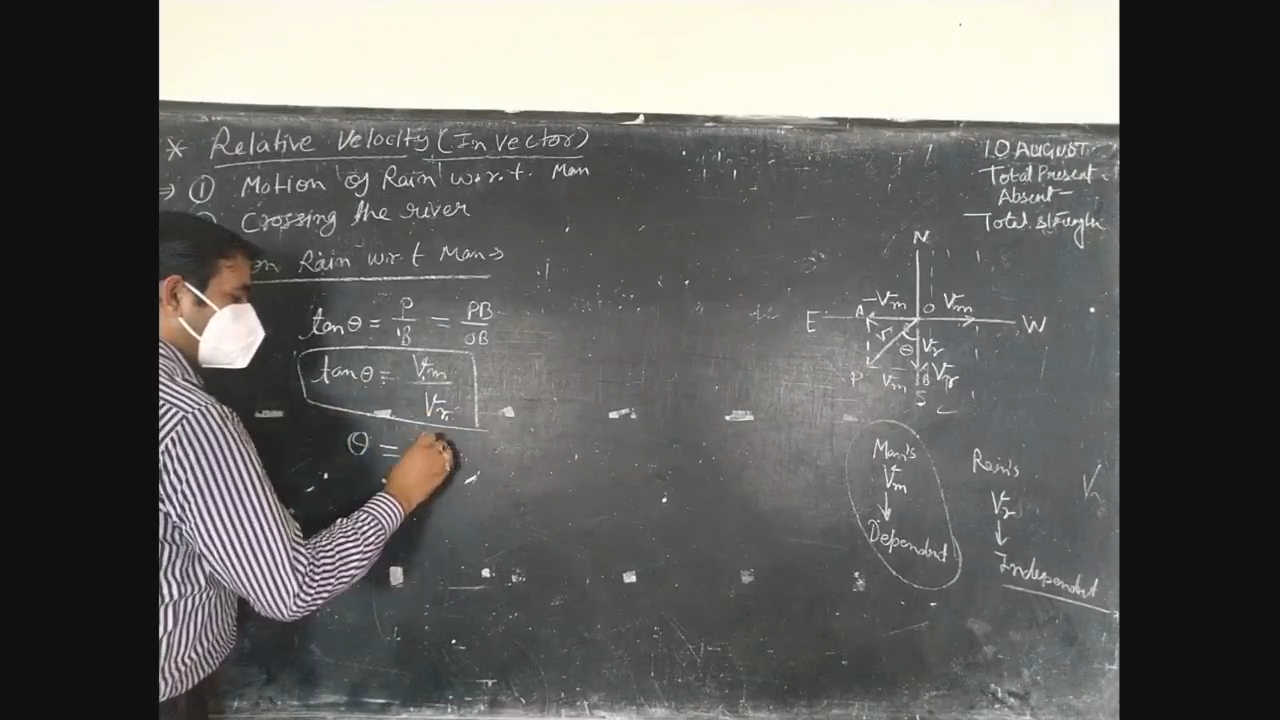 * Relative Velocity (In Vector)
→ ① Motion of Rain w.r.t. Man
Crossing the river
on Rain w.r.t Man →
tan θ = P/B = PB/OB
tan θ = Vm/Vr
θ =
10 AUGUST
Total Present -
Absent -
Total strength
N
-Vm O Vm
E A W
r θ Vr
P Vm B Vr
S
Man's
Vm
↓
Dependent
Rain's
Vr
↓
Independent